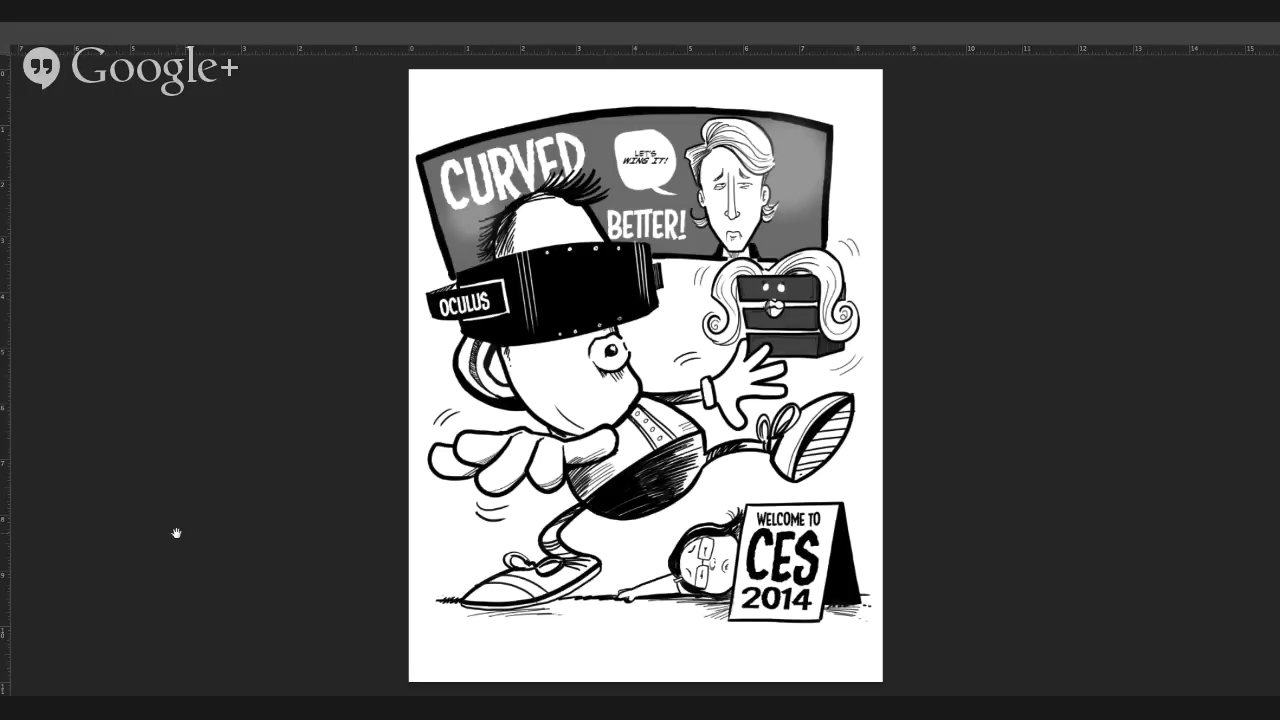 Google+
CURVED
LET'S
WING IT!
BETTER!
OCULUS
WELCOME TO
CES
2014